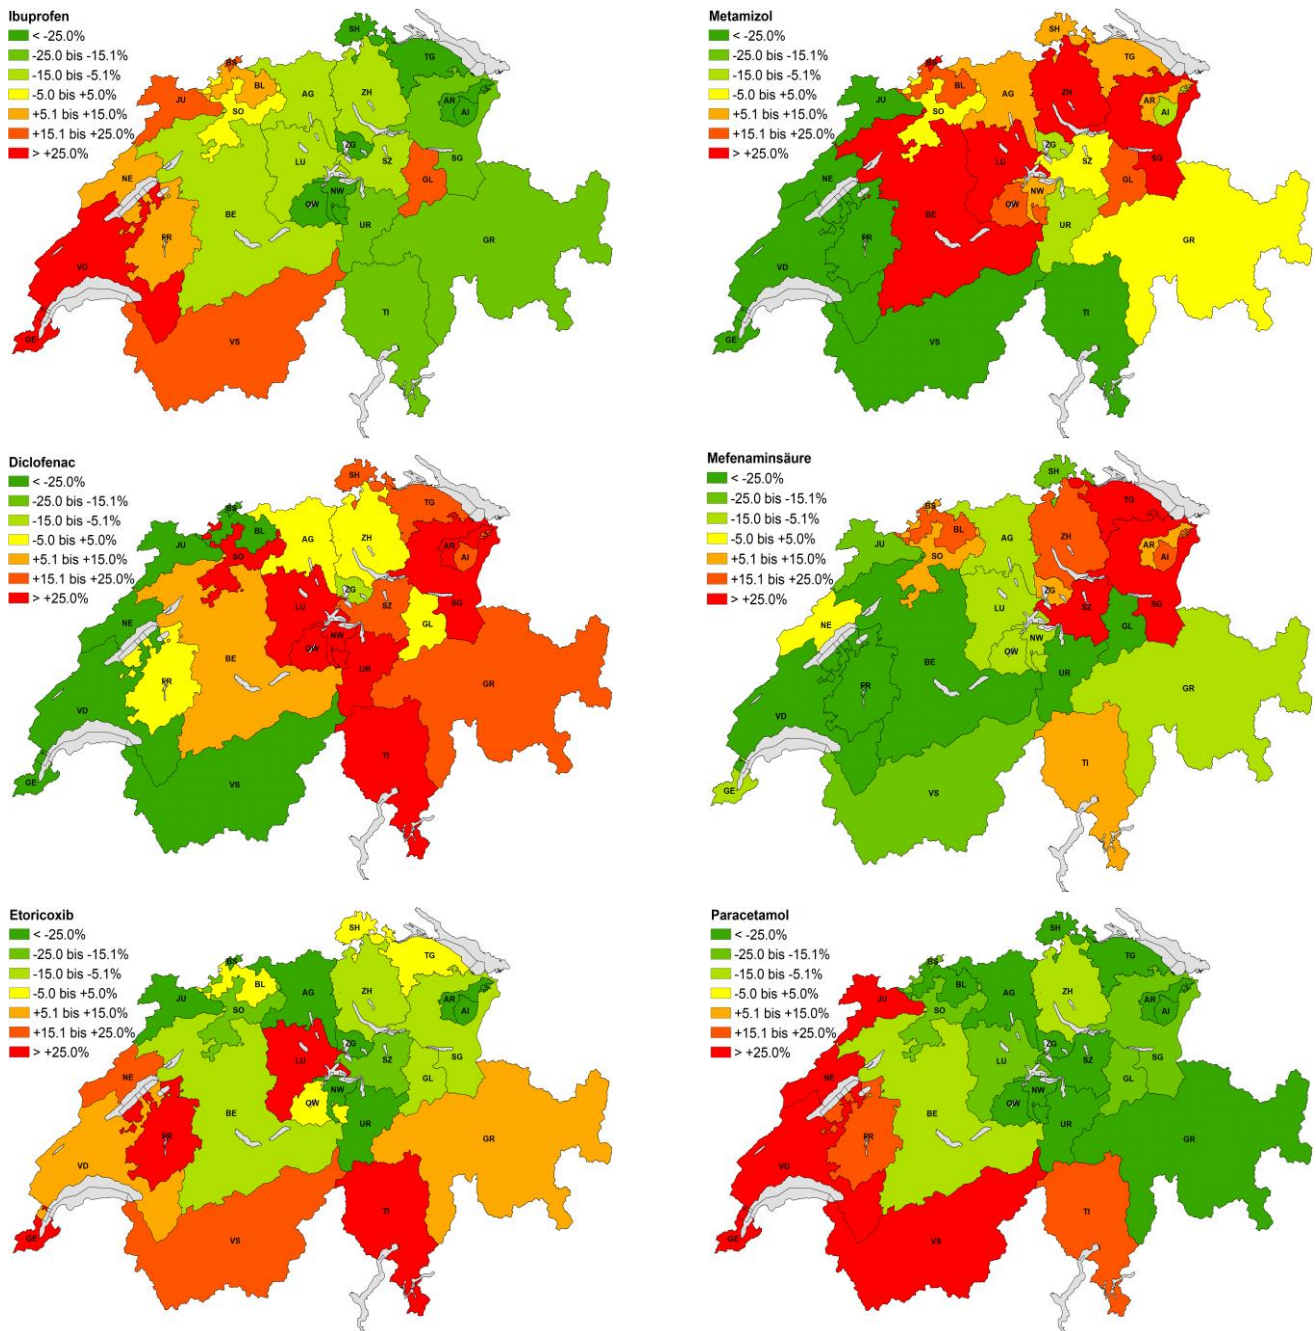 Ibuprofen
< -25.0%
-25.0 bis -15.1%
-15.0 bis -5.1%
-5.0 bis +5.0%
+5.1 bis +15.0%
+15.1 bis +25.0%
> +25.0%
SH
TG
BS
BL
AG
ZH
AR
AI
JU
SO
ZG
LU
SZ
SG
NE
GL
NW
OW
BE
FR
UR
GR
VD
TI
GE
VS
Metamizol
< -25.0%
-25.0 bis -15.1%
-15.0 bis -5.1%
-5.0 bis +5.0%
+5.1 bis +15.0%
+15.1 bis +25.0%
> +25.0%
SH
TG
BS
BL
AG
ZH
AR
AI
JU
SO
ZG
LU
SZ
SG
NE
GL
NW
OW
BE
FR
UR
GR
VD
TI
GE
VS
Diclofenac
< -25.0%
-25.0 bis -15.1%
-15.0 bis -5.1%
-5.0 bis +5.0%
+5.1 bis +15.0%
+15.1 bis +25.0%
> +25.0%
SH
TG
BS
BL
AG
ZH
AR
AI
JU
SO
ZG
LU
SZ
SG
NE
GL
NW
OW
BE
FR
UR
GR
VD
TI
GE
VS
Mefenaminsäure
< -25.0%
-25.0 bis -15.1%
-15.0 bis -5.1%
-5.0 bis +5.0%
+5.1 bis +15.0%
+15.1 bis +25.0%
> +25.0%
SH
TG
BS
BL
AG
ZH
AR
AI
JU
SO
ZG
LU
SZ
SG
NE
GL
NW
OW
BE
FR
UR
GR
VD
TI
GE
VS
Etoricoxib
< -25.0%
-25.0 bis -15.1%
-15.0 bis -5.1%
-5.0 bis +5.0%
+5.1 bis +15.0%
+15.1 bis +25.0%
> +25.0%
SH
TG
BS
BL
AG
ZH
AR
AI
JU
SO
ZG
LU
SZ
SG
NE
GL
NW
OW
BE
FR
UR
GR
VD
TI
GE
VS
Paracetamol
< -25.0%
-25.0 bis -15.1%
-15.0 bis -5.1%
-5.0 bis +5.0%
+5.1 bis +15.0%
+15.1 bis +25.0%
> +25.0%
SH
TG
BS
BL
AG
ZH
AR
AI
JU
SO
ZG
LU
SZ
SG
NE
GL
NW
OW
BE
FR
UR
GR
VD
TI
GE
VS